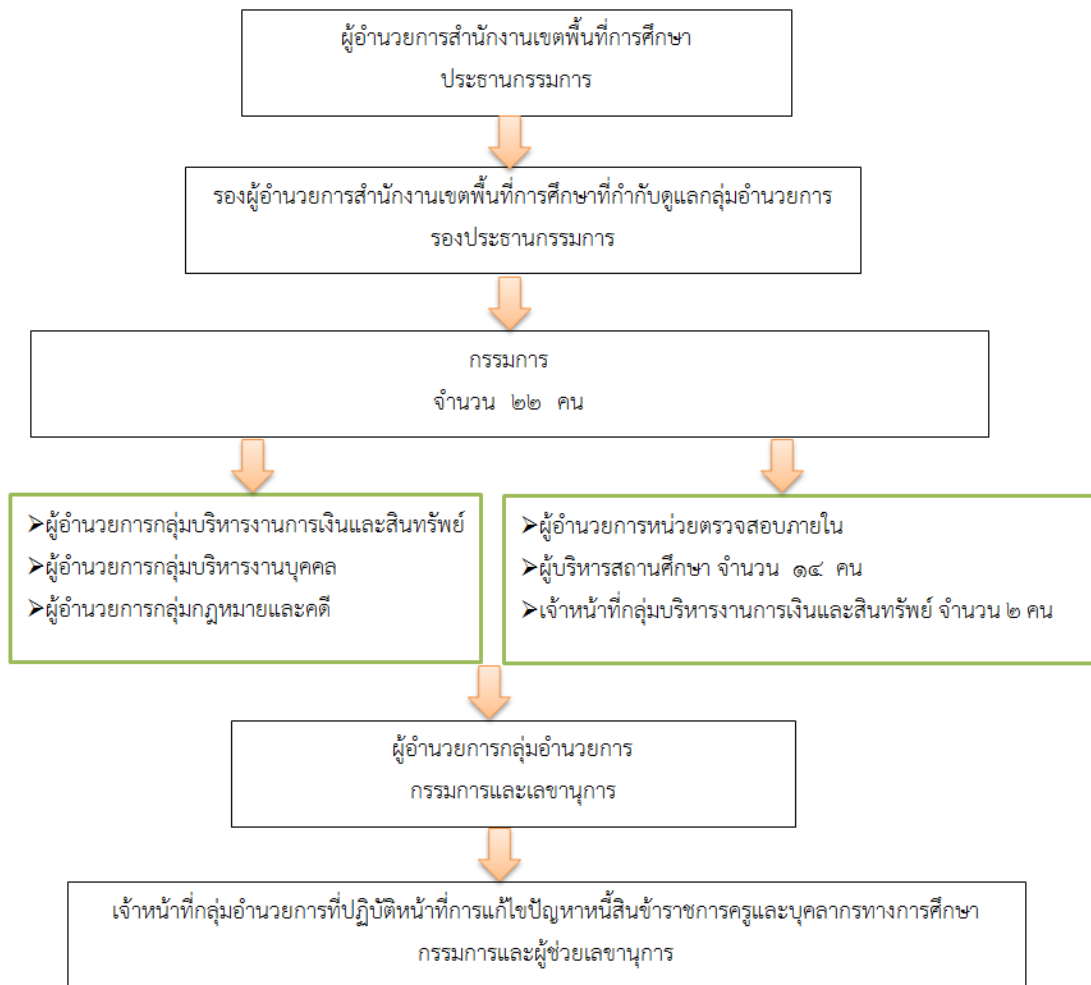 ผู้อำนวยการสำนักงานเขตพื้นที่การศึกษา
ประธานกรรมการ
รองผู้อำนวยการสำนักงานเขตพื้นที่การศึกษาที่กำกับดูแลกลุ่มอำนวยการ
รองประธานกรรมการ
กรรมการ
จำนวน ๒๒ คน
➢ผู้อำนวยการกลุ่มบริหารงานการเงินและสินทรัพย์
➢ผู้อำนวยการกลุ่มบริหารงานบุคคล
➢ผู้อำนวยการกลุ่มกฎหมายและคดี
➢ผู้อำนวยการหน่วยตรวจสอบภายใน
➢ผู้บริหารสถานศึกษา จำนวน ๑๔ คน
➢เจ้าหน้าที่กลุ่มบริหารงานการเงินและสินทรัพย์ จำนวน ๒ คน
ผู้อำนวยการกลุ่มอำนวยการ
กรรมการและเลขานุการ
เจ้าหน้าที่กลุ่มอำนวยการที่ปฏิบัติหน้าที่การแก้ไขปัญหาหนี้สินข้าราชการครูและบุคลากรทางการศึกษา
กรรมการและผู้ช่วยเลขานุการ